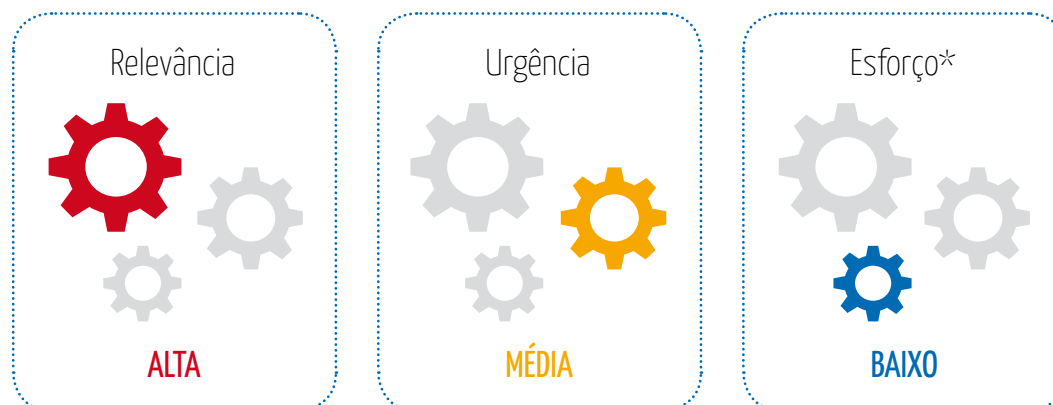 Relevância
ALTA
Urgência
MÉDIA
Esforço*
BAIXO